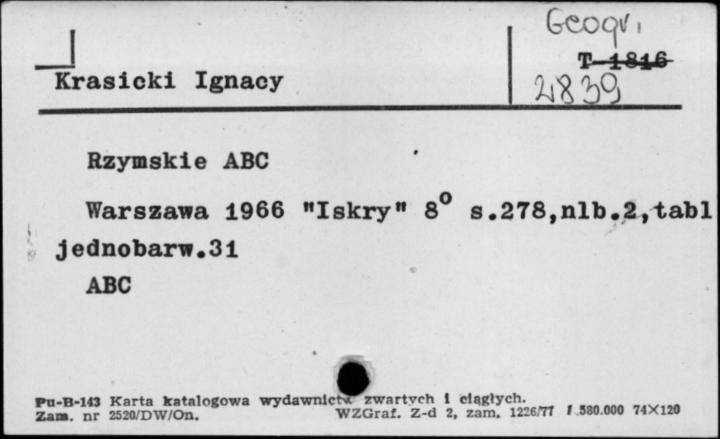 Geogr.
T-1816
Krasicki Ignacy
2839
Rzymskie ABC
Warszawa 1966 "Iskry" 8° s.278,nlb.2,tabl
jednobarw.31
ABC
Pu-B-143 Karta katalogowa wydawnictw zwartych i ciągłych.
Zam. nr 2520/DW/On. WZGraf. Z-d 2, zam. 1226/77 1.580.000 74×120